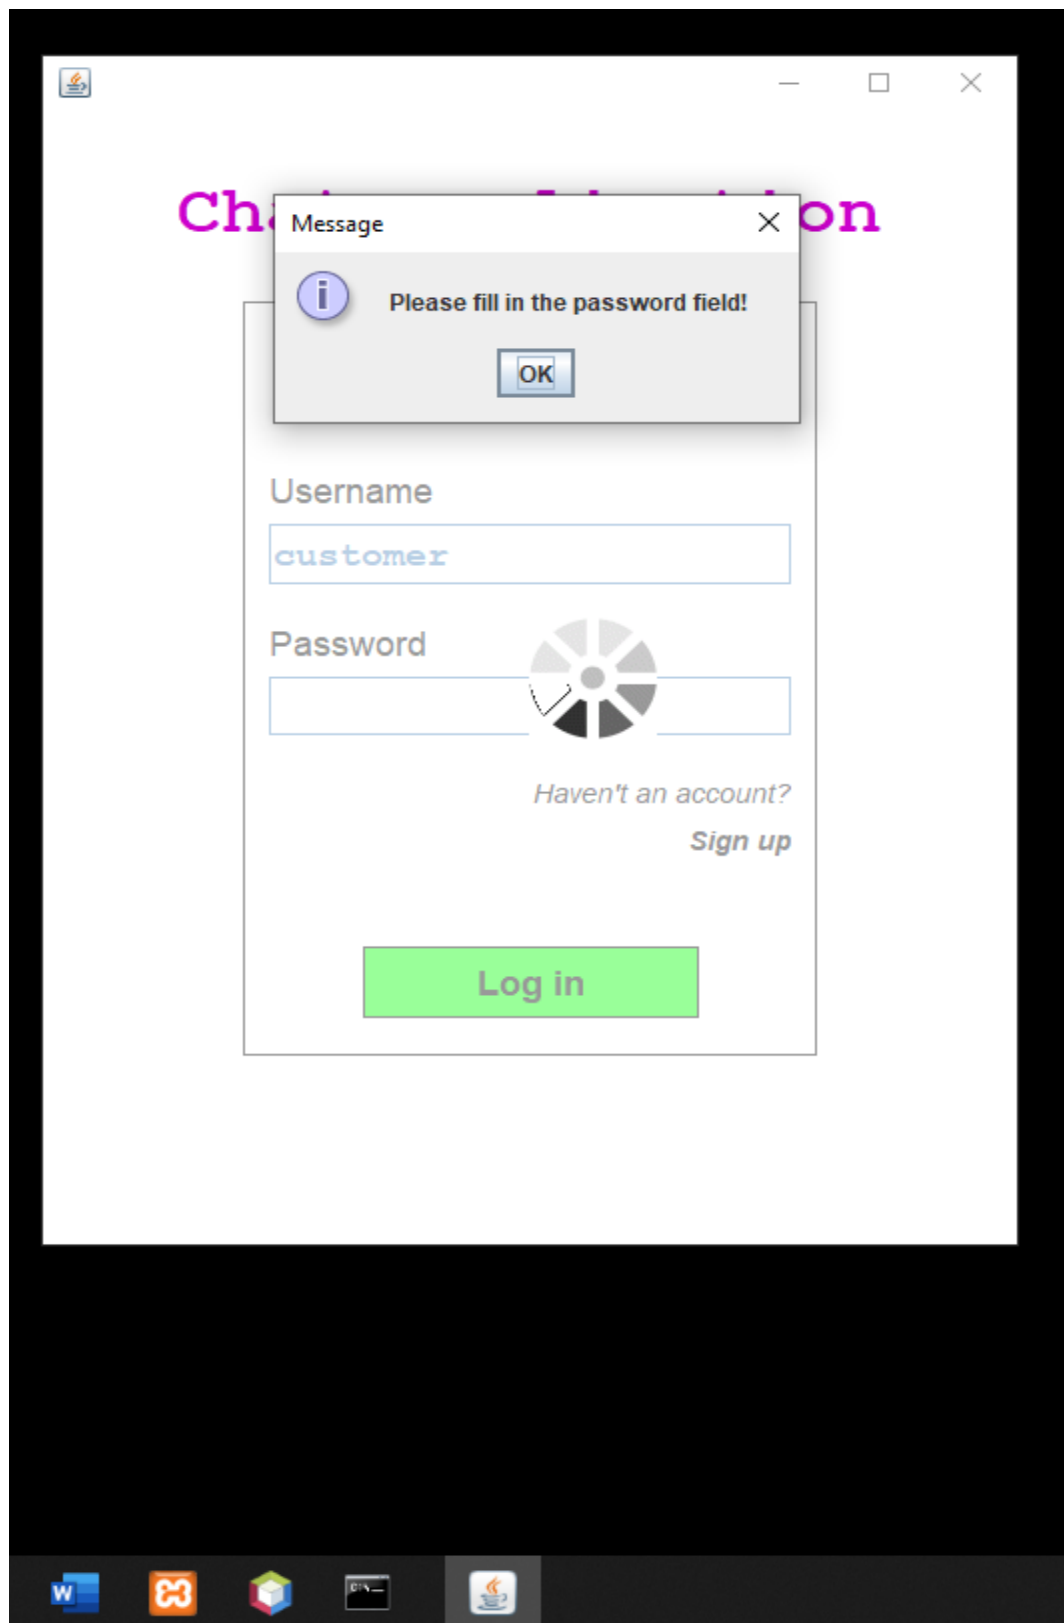 Message
Please fill in the password field!
OK
Username
customer
Password
Haven't an account?
Sign up
Log in